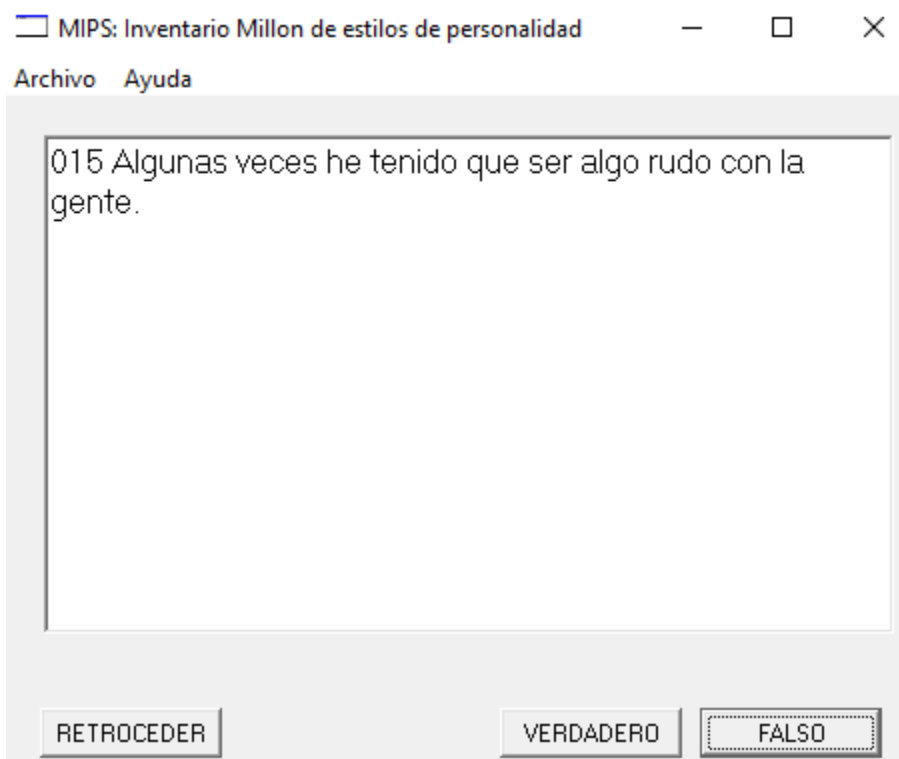 MIPS: Inventario Millon de estilos de personalidad
Archivo Ayuda
015 Algunas veces he tenido que ser algo rudo con la
gente.
RETROCEDER VERDADERO FALSO